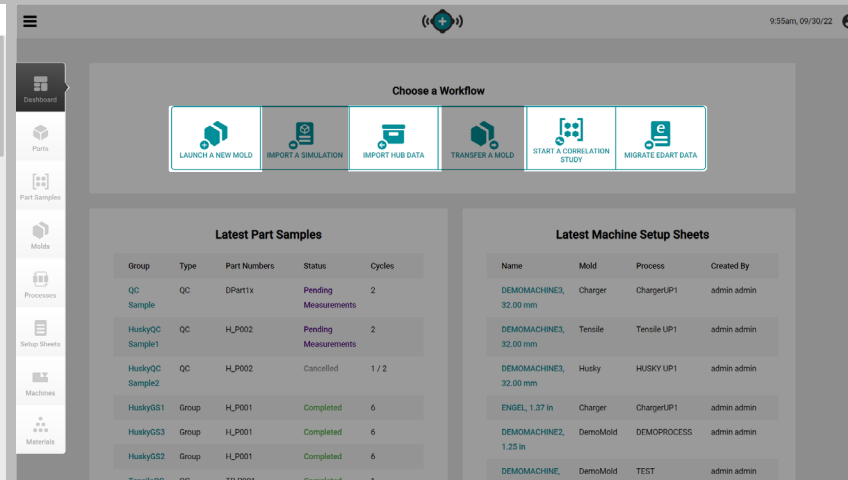 9:55am, 09/30/22
Dashboard
Parts
Part Samples
Molds
Processes
Setup Sheets
Machines
Materials
Choose a Workflow
LAUNCH A NEW MOLD
IMPORT A SIMULATION
IMPORT HUB DATA
TRANSFER A MOLD
START A CORRELATION
STUDY
e
MIGRATE EDART DATA
Latest Part Samples
Group Type Part Numbers Status Cycles
QC QC DPart1x Pending 2
Sample Measurements
HuskyQC QC H_P002 Pending 2
Sample1 Measurements
HuskyQC QC H_P002 Cancelled 1 / 2
Sample2
HuskyGS1 Group H_P001 Completed 6
HuskyGS3 Group H_P001 Completed 6
HuskyGS2 Group H_P001 Completed 6
Latest Machine Setup Sheets
Name Mold Process Created By
DEMOMACHINE3, Charger ChargerUP1 admin admin
32.00 mm
DEMOMACHINE3, Tensile Tensile UP1 admin admin
32.00 mm
DEMOMACHINE3, Husky HUSKY UP1 admin admin
32.00 mm
ENGEL, 1.37 in Charger ChargerUP1 admin admin
DEMOMACHINE2, DemoMold DEMOPROCESS admin admin
1.25 in
DEMOMACHINE, DemoMold TEST admin admin